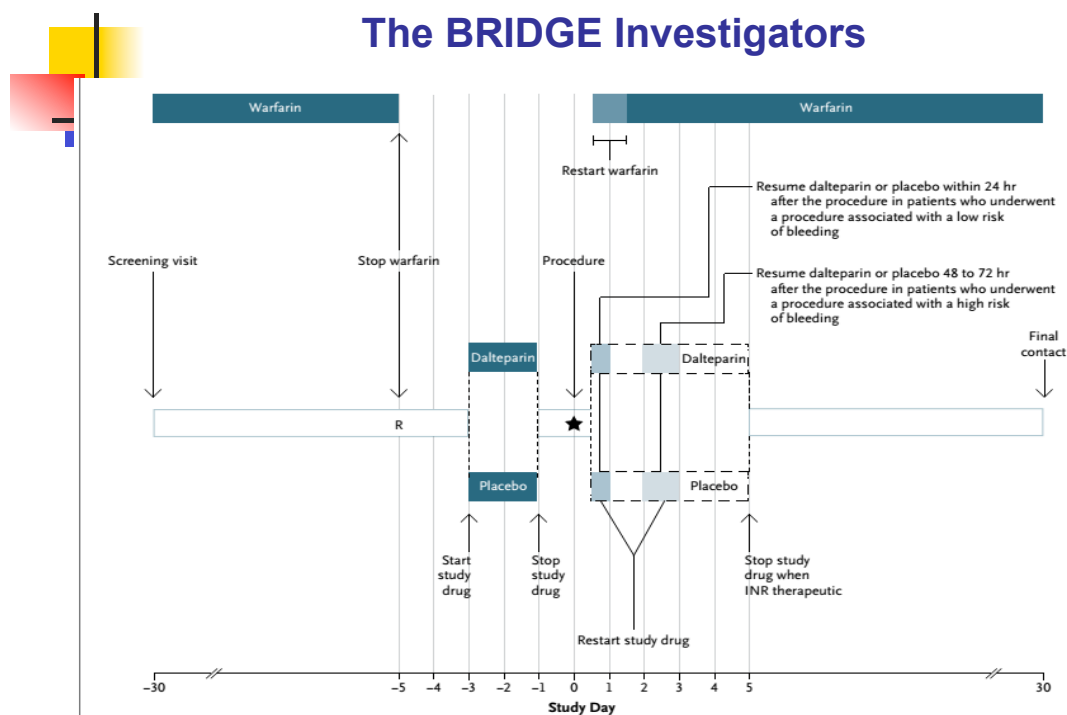 The BRIDGE Investigators
Warfarin
Warfarin
Restart warfarin
Resume dalteparin or placebo within 24 hr
after the procedure in patients who underwent
a procedure associated with a low risk
of bleeding
Screening visit
Stop warfarin
Procedure
Resume dalteparin or placebo 48 to 72 hr
after the procedure in patients who underwent
a procedure associated with a high risk
of bleeding
Final
contact
Dalteparin
Dalteparin
R
Placebo
Placebo
Start
study
drug
Stop
study
drug
Stop study
drug when
INR therapeutic
Restart study drug
−30
−5
−4
−3
−2
−1
0
1
2
3
4
5
30
Study Day